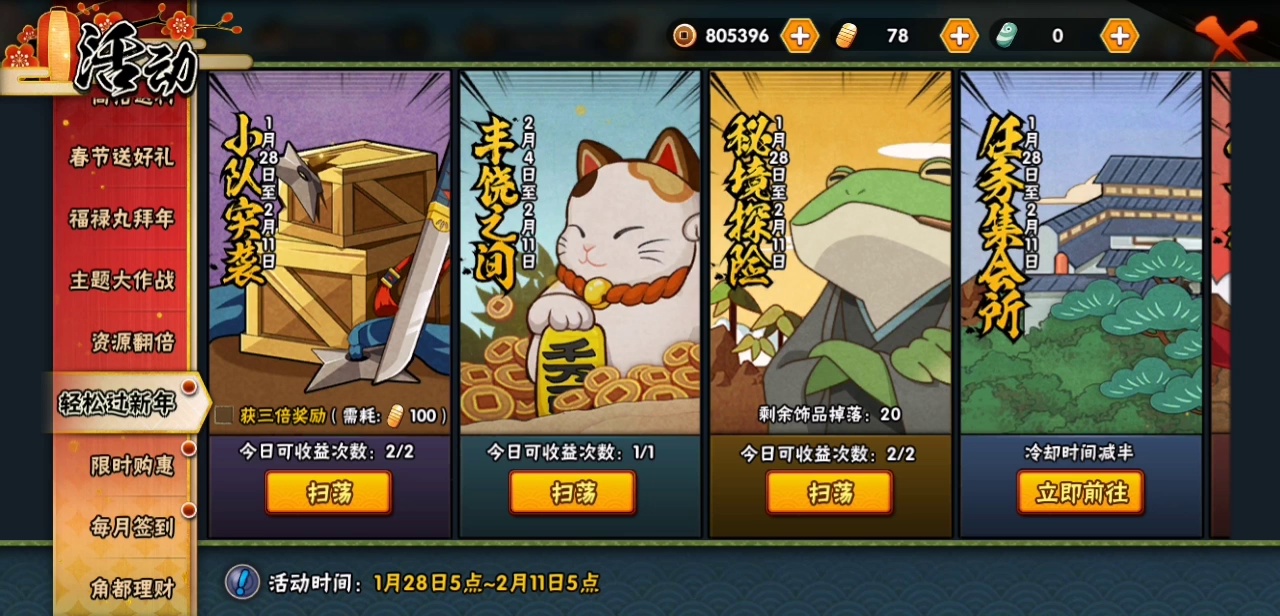 活动
805396
78
0
春节送好礼
福禄丸拜年
主题大作战
资源翻倍
轻松过新年
限时购惠
每月签到
角都理财
小队突袭
1月28日至2月11日
获三倍奖励(需耗: 100)
今日可收益次数: 2/2
扫荡
丰饶之间
2月4日至2月11日
千万
今日可收益次数: 1/1
扫荡
秘境探险
1月28日至2月11日
剩余饰品掉落: 20
今日可收益次数: 2/2
扫荡
任务集会所
1月28日至2月11日
冷却时间减半
立即前往
活动时间: 1月28日5点~2月11日5点